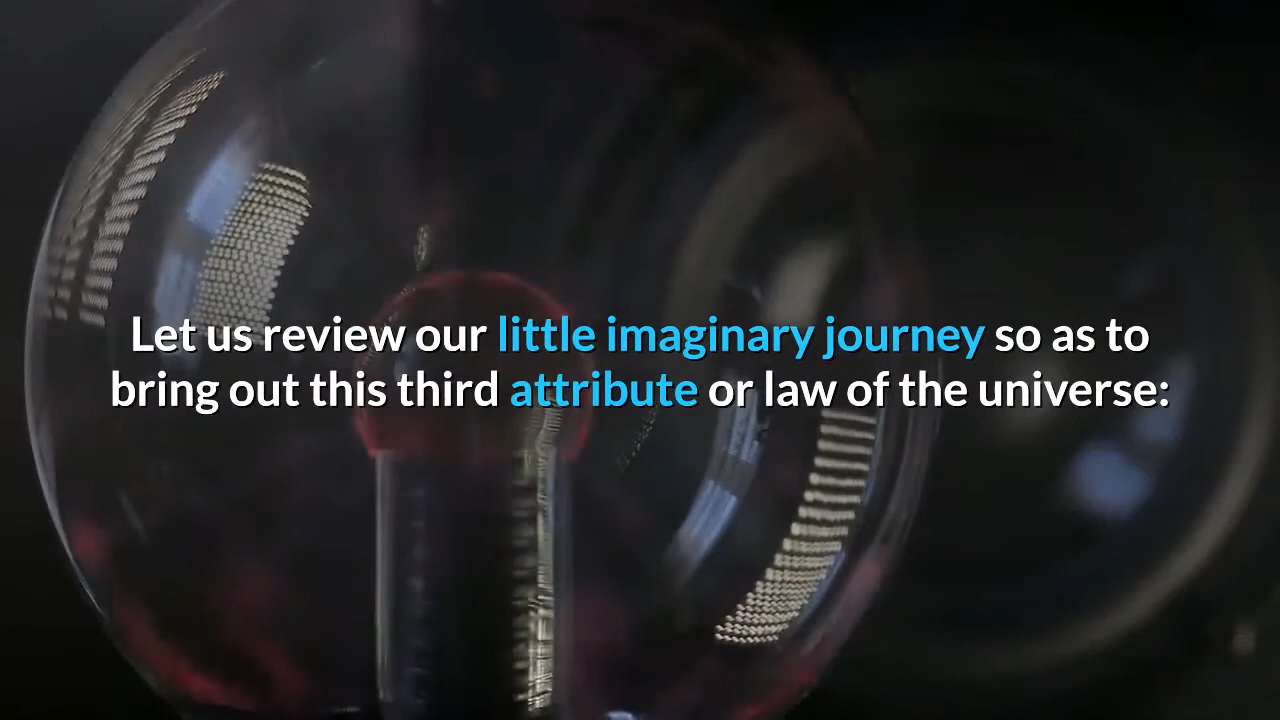 Let us review our little imaginary journey so as to
bring out this third attribute or law of the universe: